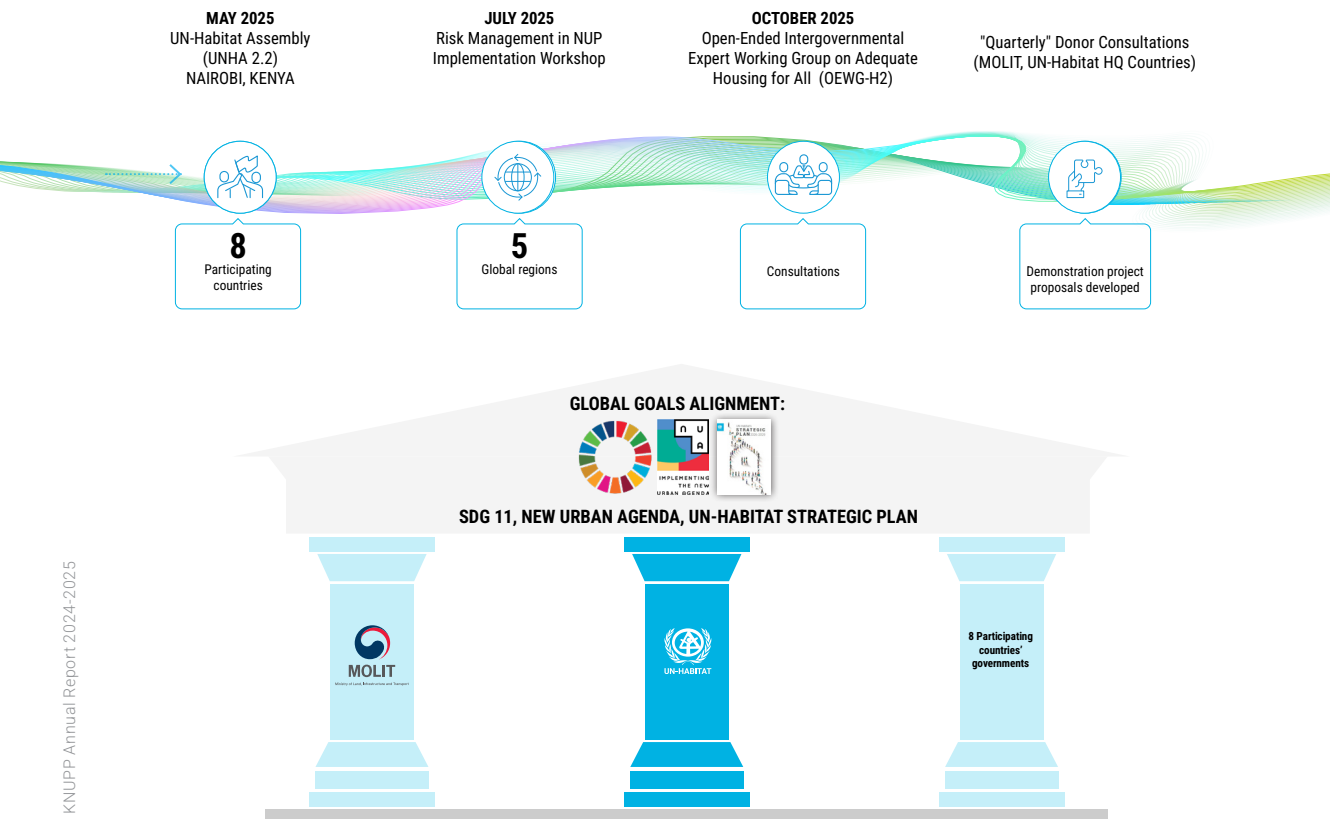 MAY 2025
UN-Habitat Assembly
(UNHA 2.2)
NAIROBI, KENYA
JULY 2025
Risk Management in NUP
Implementation Workshop
OCTOBER 2025
Open-Ended Intergovernmental
Expert Working Group on Adequate
Housing for All (OEWG-H2)
"Quarterly" Donor Consultations
(MOLIT, UN-Habitat HQ Countries)
8
Participating
countries
5
Global regions
Consultations
Demonstration project
proposals developed
GLOBAL GOALS ALIGNMENT:
N U
A
IMPLEMENTING
THE NEW
URBAN AGENDA
STRATEGIC
PLAN
SDG 11, NEW URBAN AGENDA, UN-HABITAT STRATEGIC PLAN
MOLIT
Ministry of Land, Infrastructure and Transport
UN-HABITAT
8 Participating
countries'
governments
KNUPP Annual Report 2024-2025